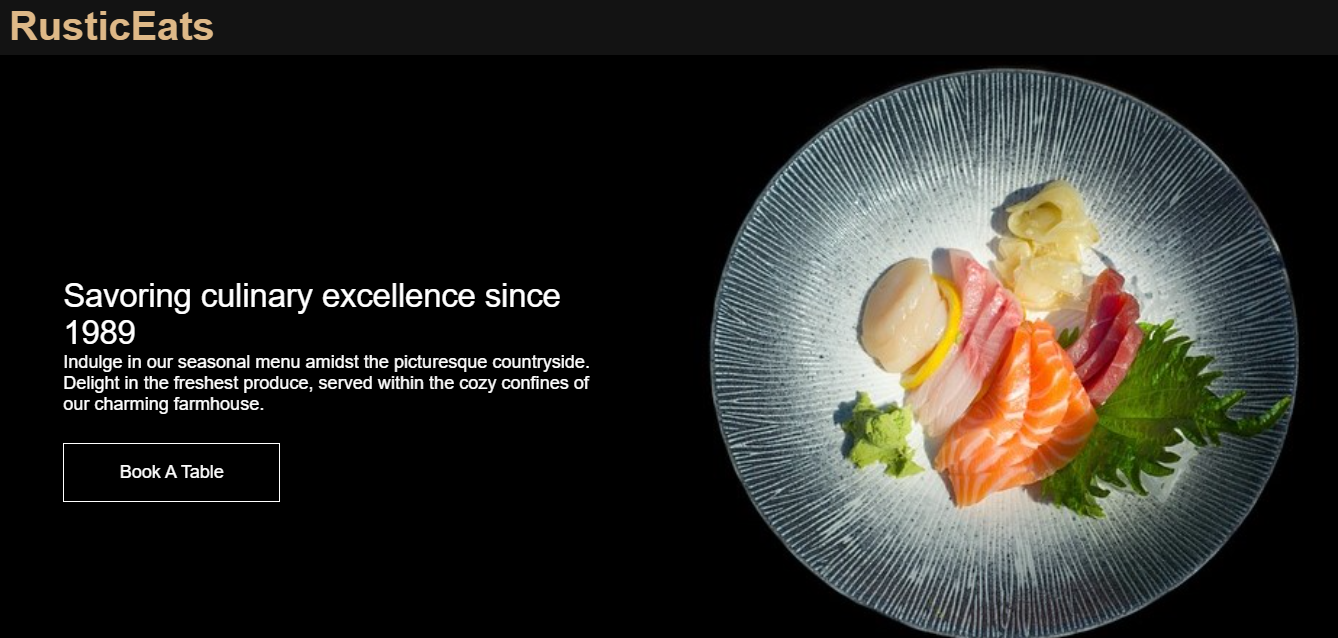 RusticEats
Savoring culinary excellence since
1989
Indulge in our seasonal menu amidst the picturesque countryside.
Delight in the freshest produce, served within the cozy confines of
our charming farmhouse.
Book A Table